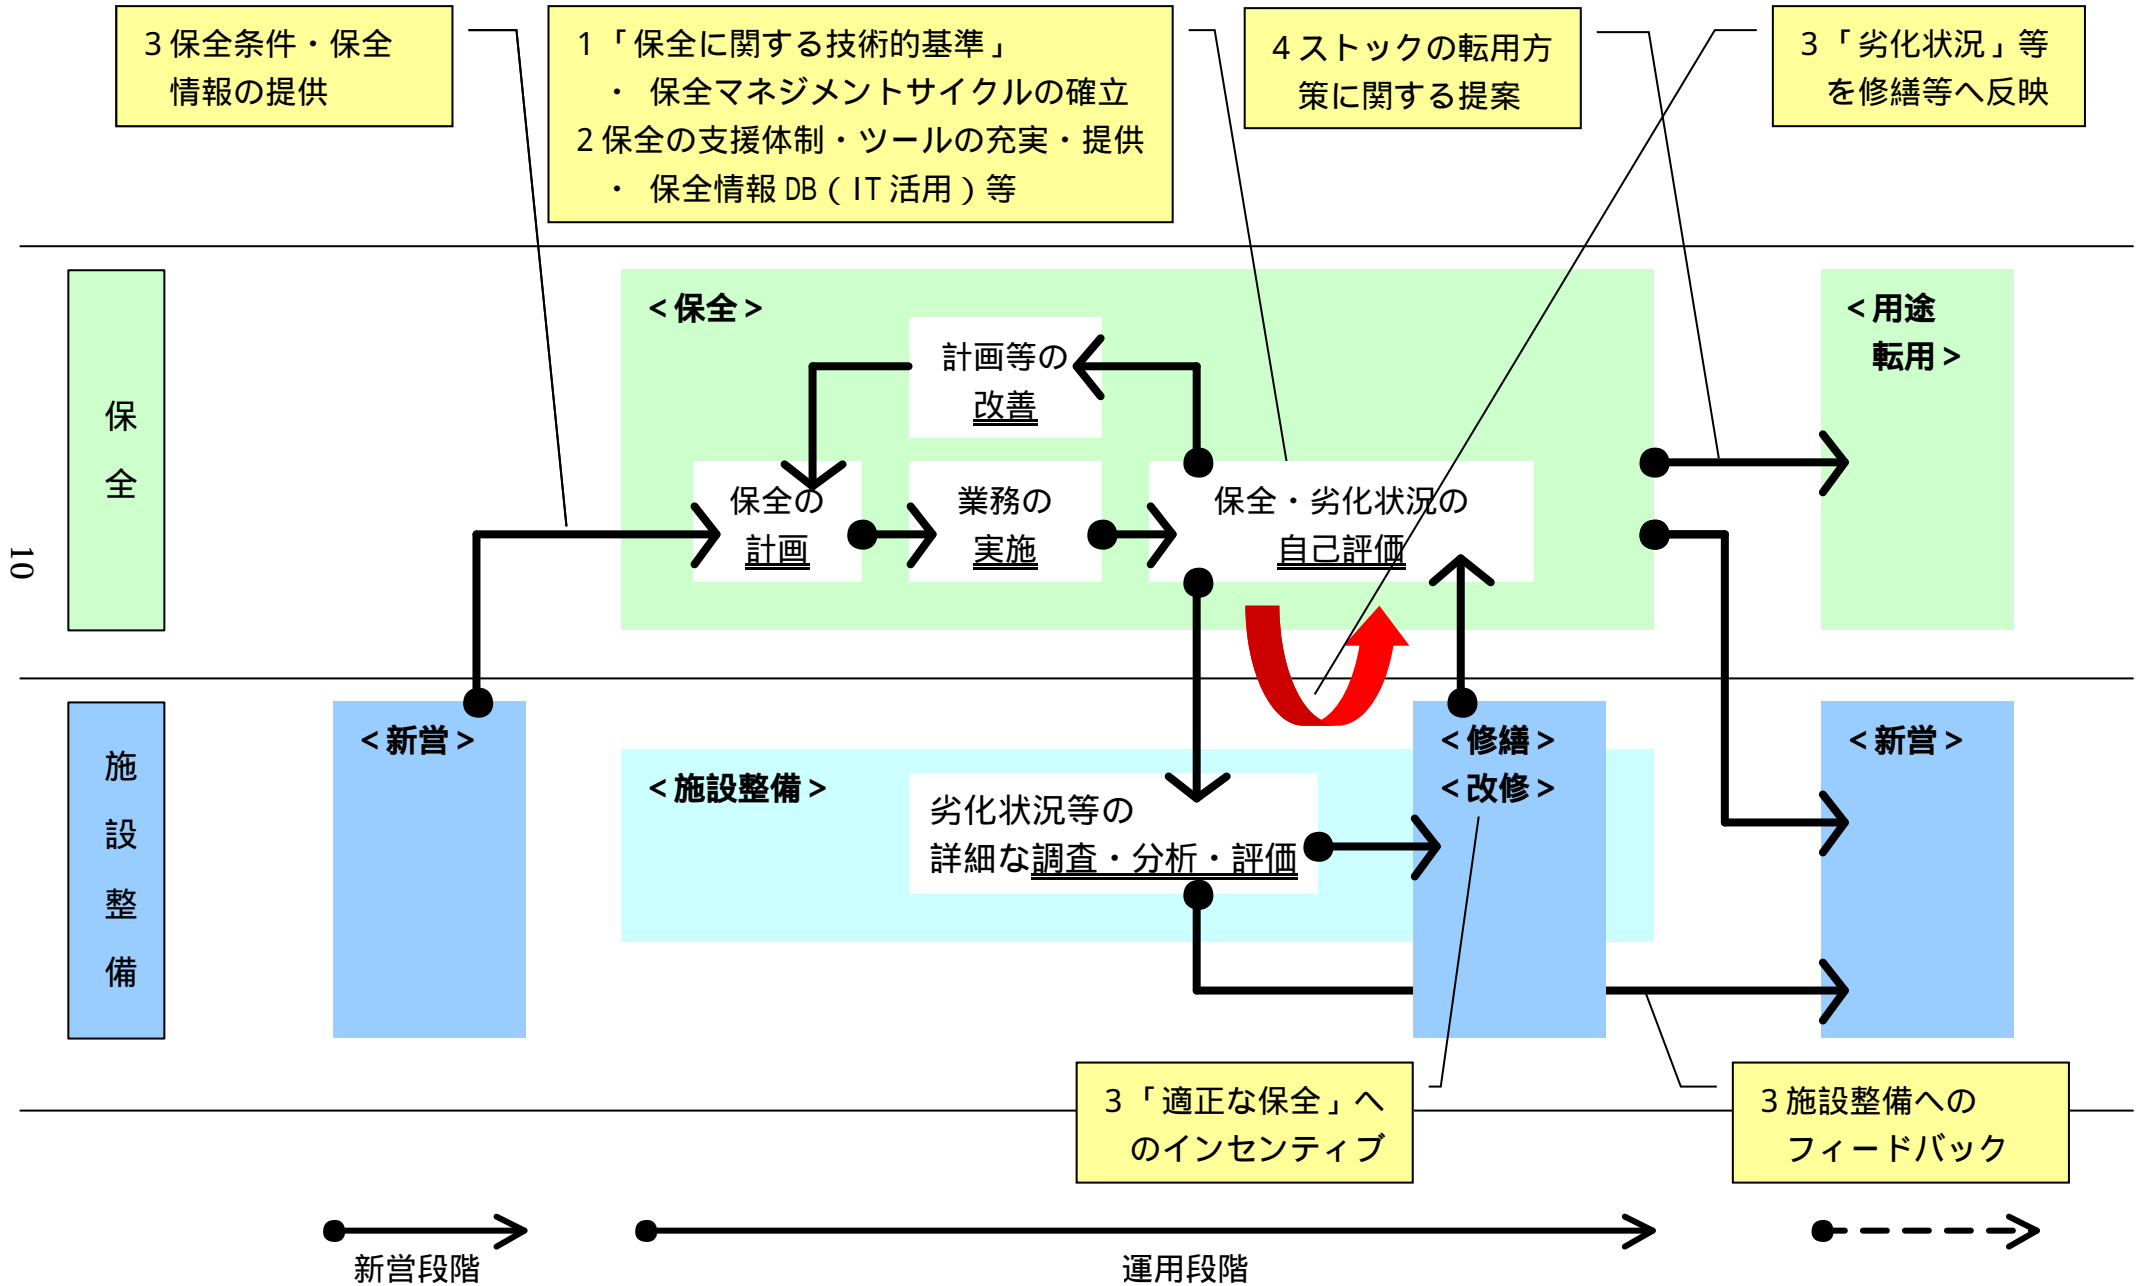 3保全条件・保全
情報の提供
1「保全に関する技術的基準」
・ 保全マネジメントサイクルの確立
2保全の支援体制・ツールの充実・提供
・ 保全情報DB(IT活用)等
4ストックの転用方
策に関する提案
3「劣化状況」等
を修繕等へ反映
保全
<保全>
計画等の
改善
保全の
計画
業務の
実施
保全・劣化状況の
自己評価
<用途
転用>
10
施設整備
<新営>
<施設整備>
劣化状況等の
詳細な調査・分析・評価
<修繕>
<改修>
<新営>
3「適正な保全」へ
のインセンティブ
3施設整備への
フィードバック
新営段階
運用段階